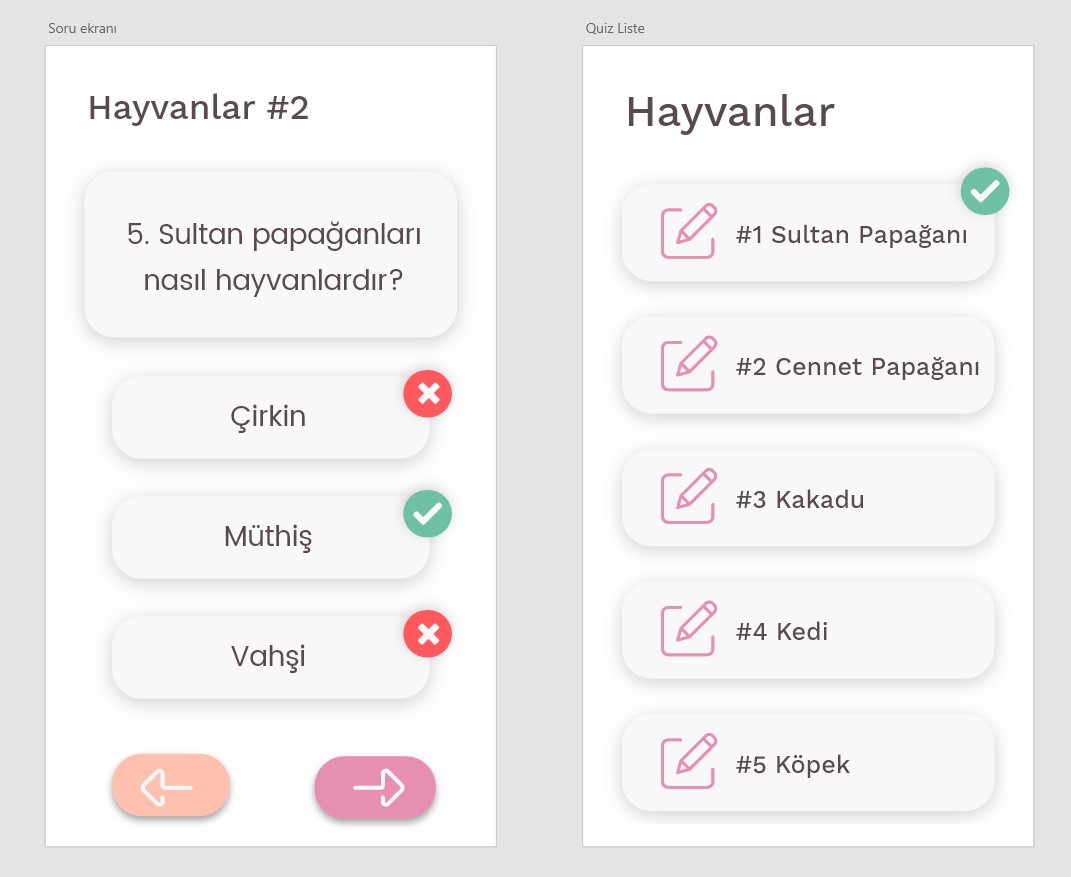 Soru ekranı
Hayvanlar #2
5. Sultan papağanları
nasıl hayvanlardır?
Çirkin
Müthiş
Vahşi
Quiz Liste
Hayvanlar
#1 Sultan Papağanı
#2 Cennet Papağanı
#3 Kakadu
#4 Kedi
#5 Köpek